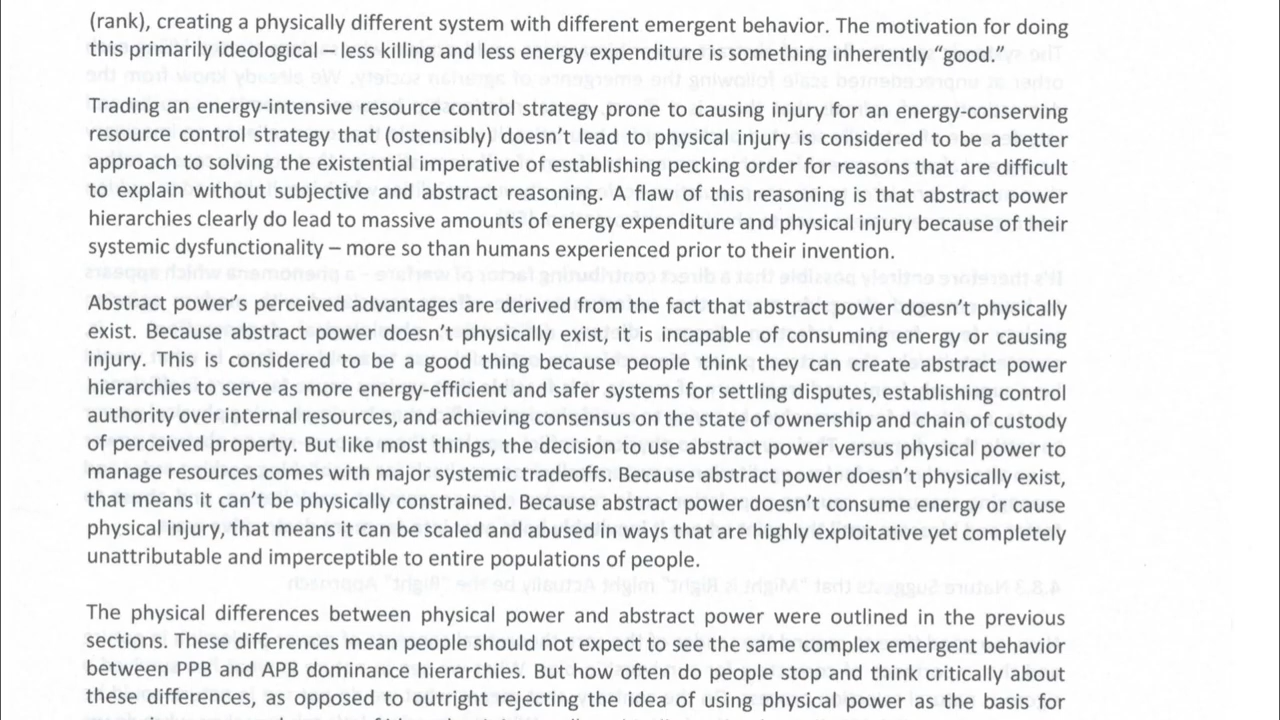 (rank), creating a physically different system with different emergent behavior. The motivation for doing
this primarily ideological – less killing and less energy expenditure is something inherently “good.”
Trading an energy-intensive resource control strategy prone to causing injury for an energy-conserving
resource control strategy that (ostensibly) doesn’t lead to physical injury is considered to be a better
approach to solving the existential imperative of establishing pecking order for reasons that are difficult
to explain without subjective and abstract reasoning. A flaw of this reasoning is that abstract power
hierarchies clearly do lead to massive amounts of energy expenditure and physical injury because of their
systemic dysfunctionality – more so than humans experienced prior to their invention.
Abstract power’s perceived advantages are derived from the fact that abstract power doesn’t physically
exist. Because abstract power doesn’t physically exist, it is incapable of consuming energy or causing
injury. This is considered to be a good thing because people think they can create abstract power
hierarchies to serve as more energy-efficient and safer systems for settling disputes, establishing control
authority over internal resources, and achieving consensus on the state of ownership and chain of custody
of perceived property. But like most things, the decision to use abstract power versus physical power to
manage resources comes with major systemic tradeoffs. Because abstract power doesn’t physically exist,
that means it can’t be physically constrained. Because abstract power doesn’t consume energy or cause
physical injury, that means it can be scaled and abused in ways that are highly exploitative yet completely
unattributable and imperceptible to entire populations of people.
The physical differences between physical power and abstract power were outlined in the previous
sections. These differences mean people should not expect to see the same complex emergent behavior
between PPB and APB dominance hierarchies. But how often do people stop and think critically about
these differences, as opposed to outright rejecting the idea of using physical power as the basis for